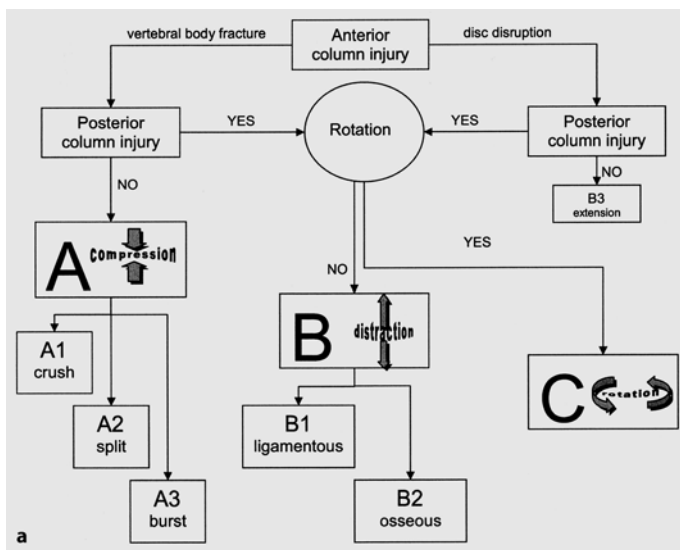 vertebral body fracture
Anterior
column injury
disc disruption
Posterior
column injury
YES
Rotation
YES
Posterior
column injury
NO
NO
B3
extension
A
compression
YES
NO
B
distraction
A1
crush
C
rotation
A2
split
B1
ligamentous
A3
burst
B2
osseous
a